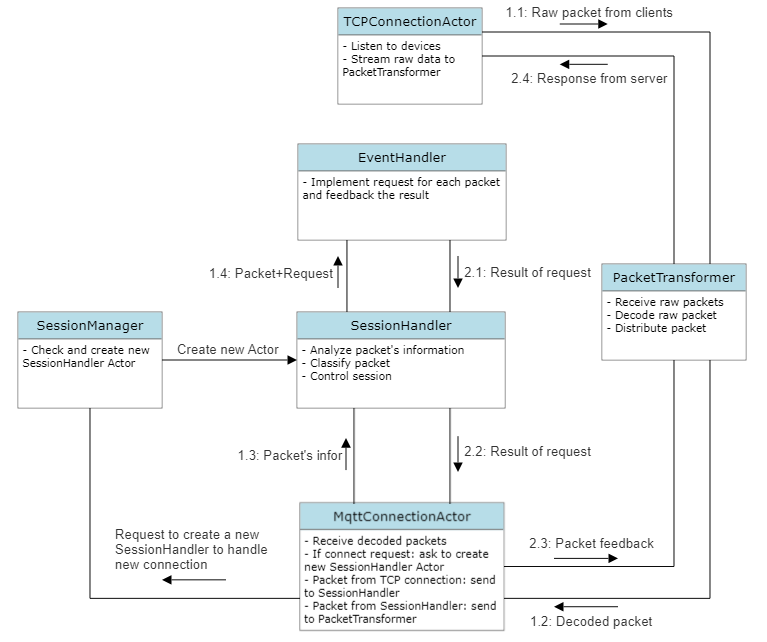 TCPConnectionActor
- Listen to devices
- Stream raw data to
PacketTransformer
1.1: Raw packet from clients
2.4: Response from server
EventHandler
- Implement request for each packet
and feedback the result
1.4: Packet+Request
2.1: Result of request
PacketTransformer
- Receive raw packets
- Decode raw packet
- Distribute packet
SessionManager
- Check and create new
SessionHandler Actor
Create new Actor
SessionHandler
- Analyze packet's information
- Classify packet
- Control session
1.3: Packet's infor
2.2: Result of request
MqttConnectionActor
- Receive decoded packets
- If connect request: ask to create
new SessionHandler Actor
- Packet from TCP connection: send
to SessionHandler
- Packet from SessionHandler: send
to PacketTransformer
Request to create a new
SessionHandler to handle
new connection
2.3: Packet feedback
1.2: Decoded packet